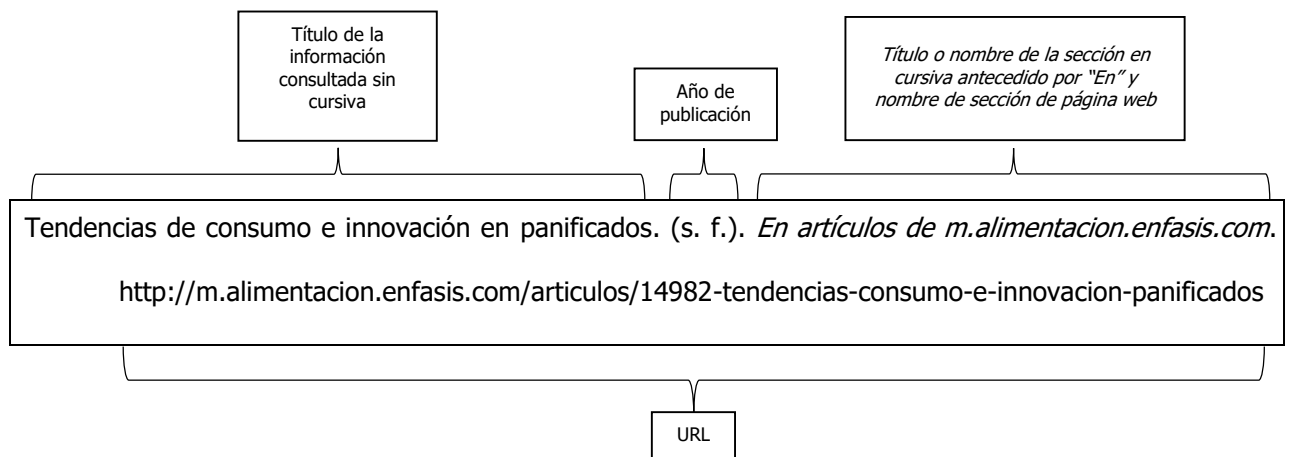 Título de la
información
consultada sin
cursiva
Año de
publicación
Título o nombre de la sección en
cursiva antecedido por “En” y
nombre de sección de página web
Tendencias de consumo e innovación en panificados. (s. f.). En artículos de m.alimentacion.enfasis.com.
http://m.alimentacion.enfasis.com/articulos/14982-tendencias-consumo-e-innovacion-panificados
URL